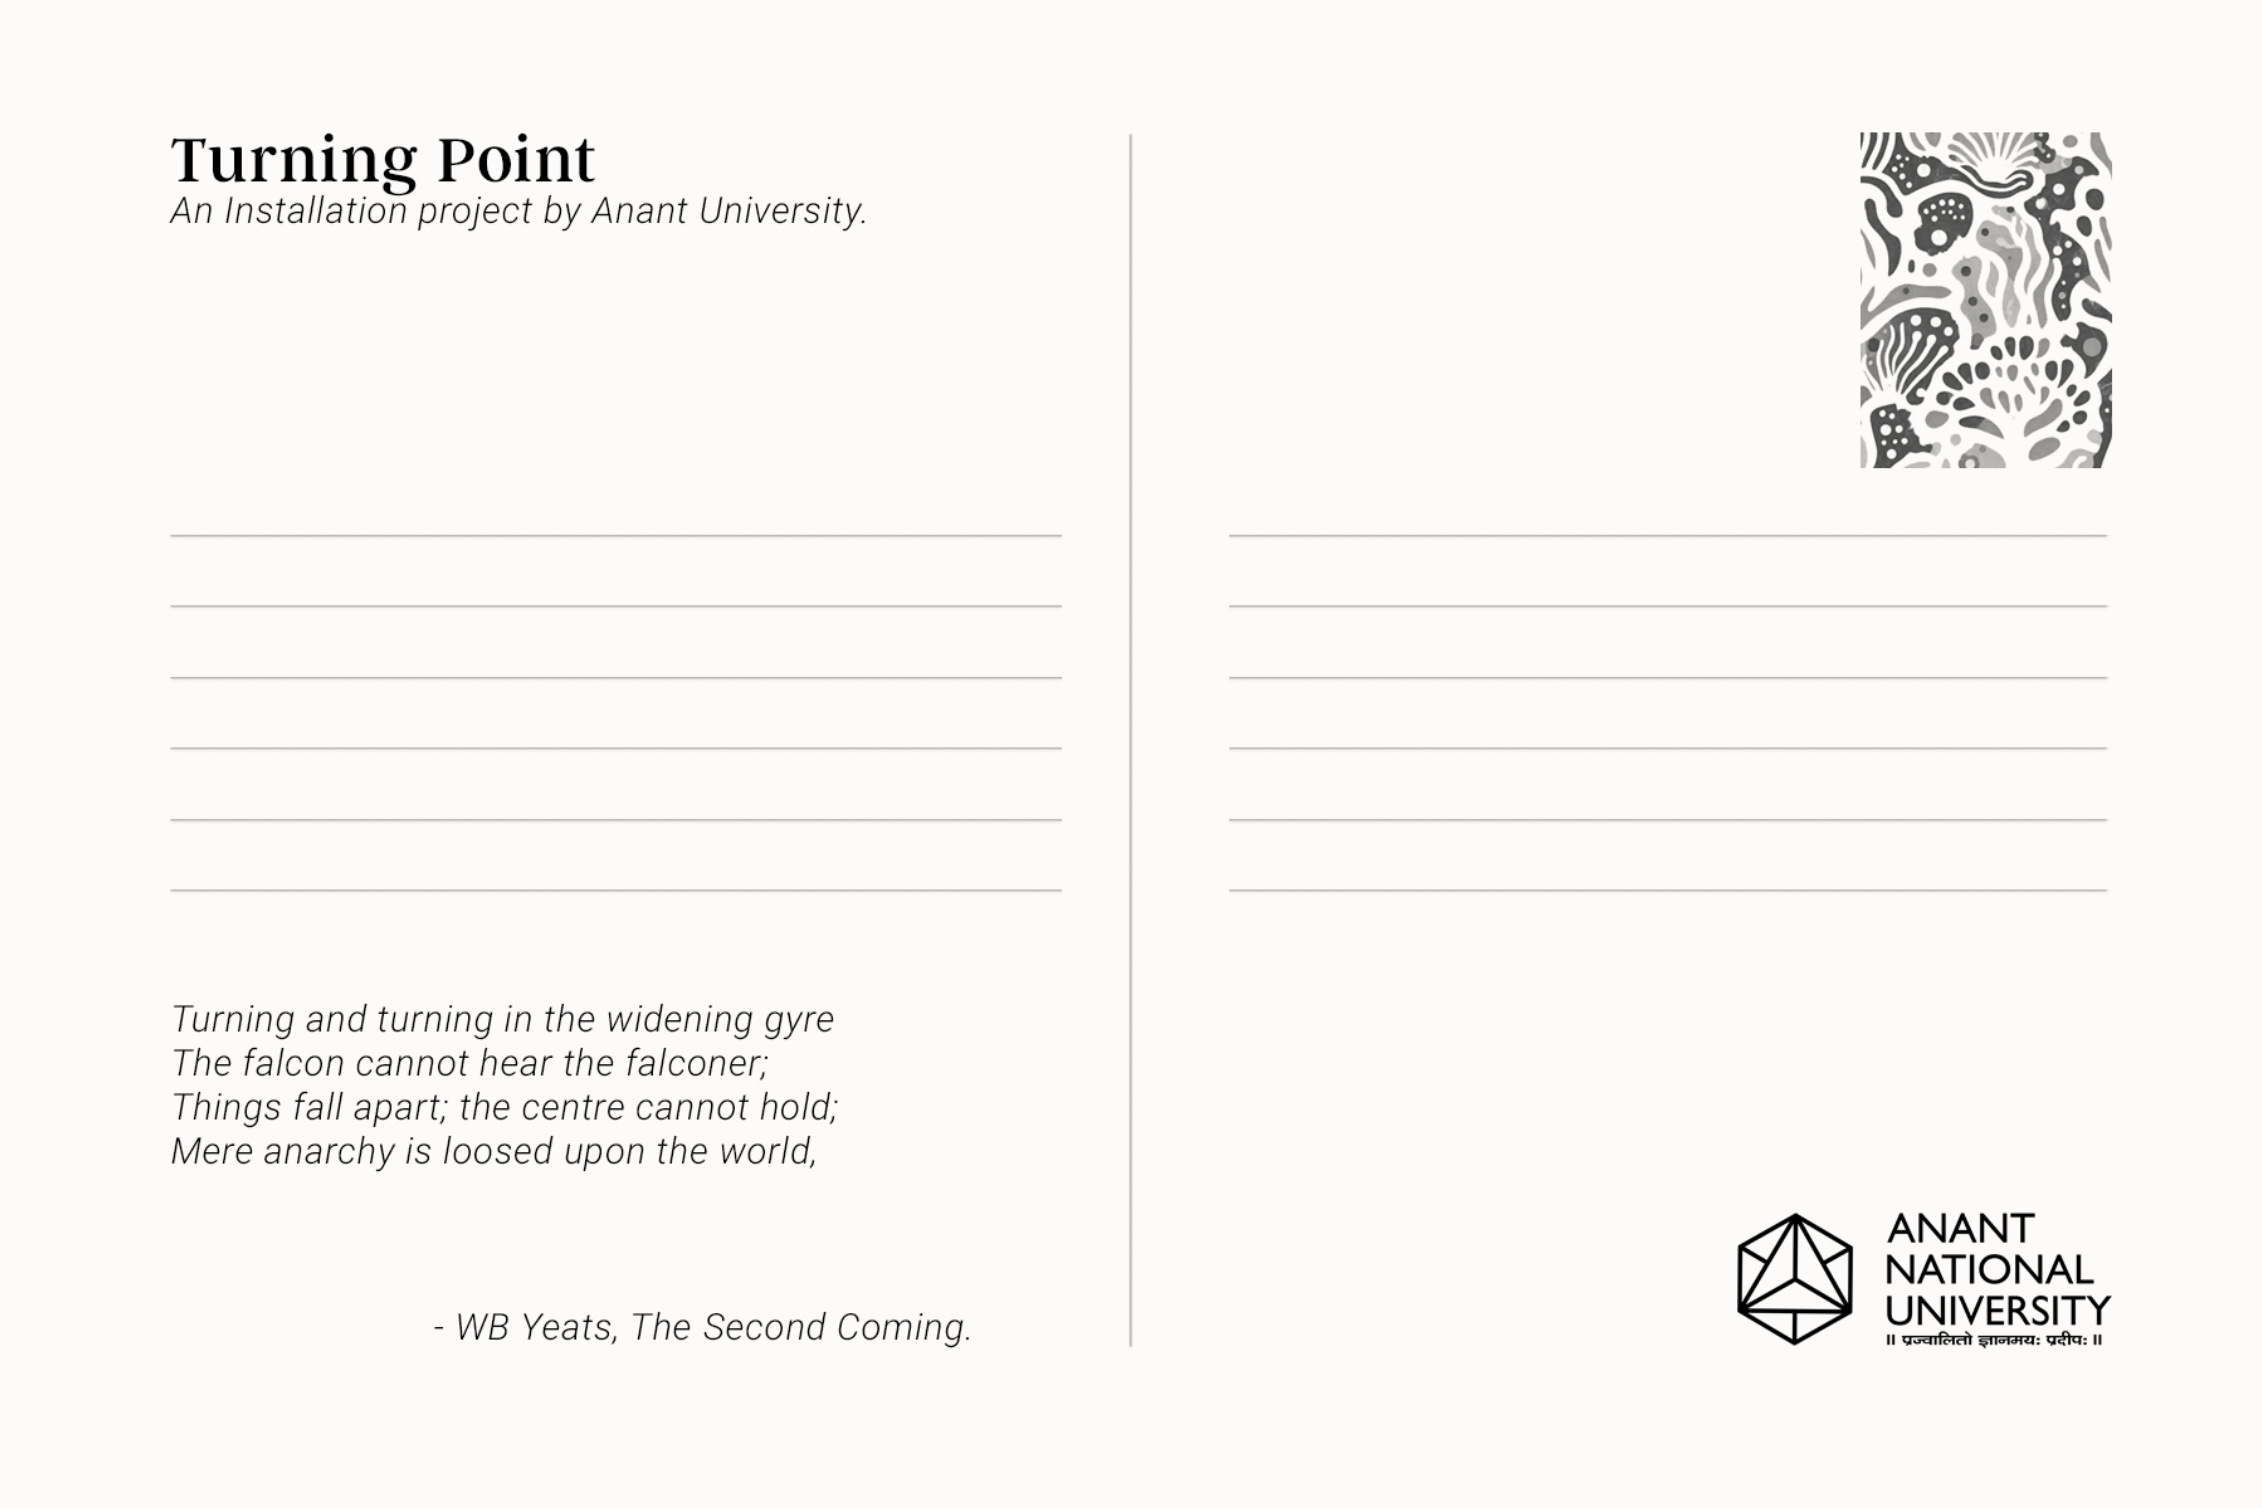 Turning Point
An Installation project by Anant University.
Turning and turning in the widening gyre
The falcon cannot hear the falconer;
Things fall apart; the centre cannot hold;
Mere anarchy is loosed upon the world,
- WB Yeats, The Second Coming.
ANANT
NATIONAL
UNIVERSITY
॥ प्रज्वालितो ज्ञानमयः प्रदीपः ॥